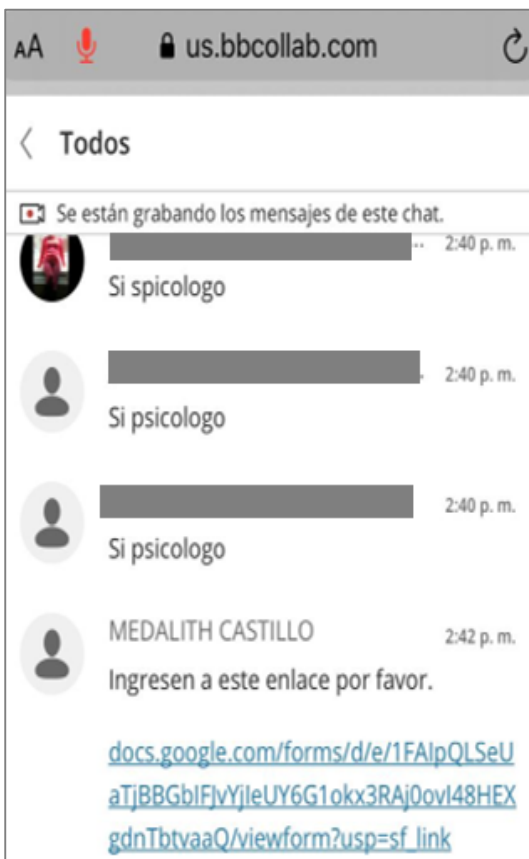 AA us.bbcollab.com
Todos
Se están grabando los mensajes de este chat.
.. 2:40 p. m.
Si spicologo
. 2:40 p. m.
Si psicologo
2:40 p. m.
Si psicologo
MEDALITH CASTILLO 2:42 p. m.
Ingresen a este enlace por favor.
docs.google.com/forms/d/e/1FAIpQLSeU
aTjBBGbIFJvYjIeUY6G1okx3RAj0ovI48HEX
gdnTbtvaaQ/viewform?usp=sf_link